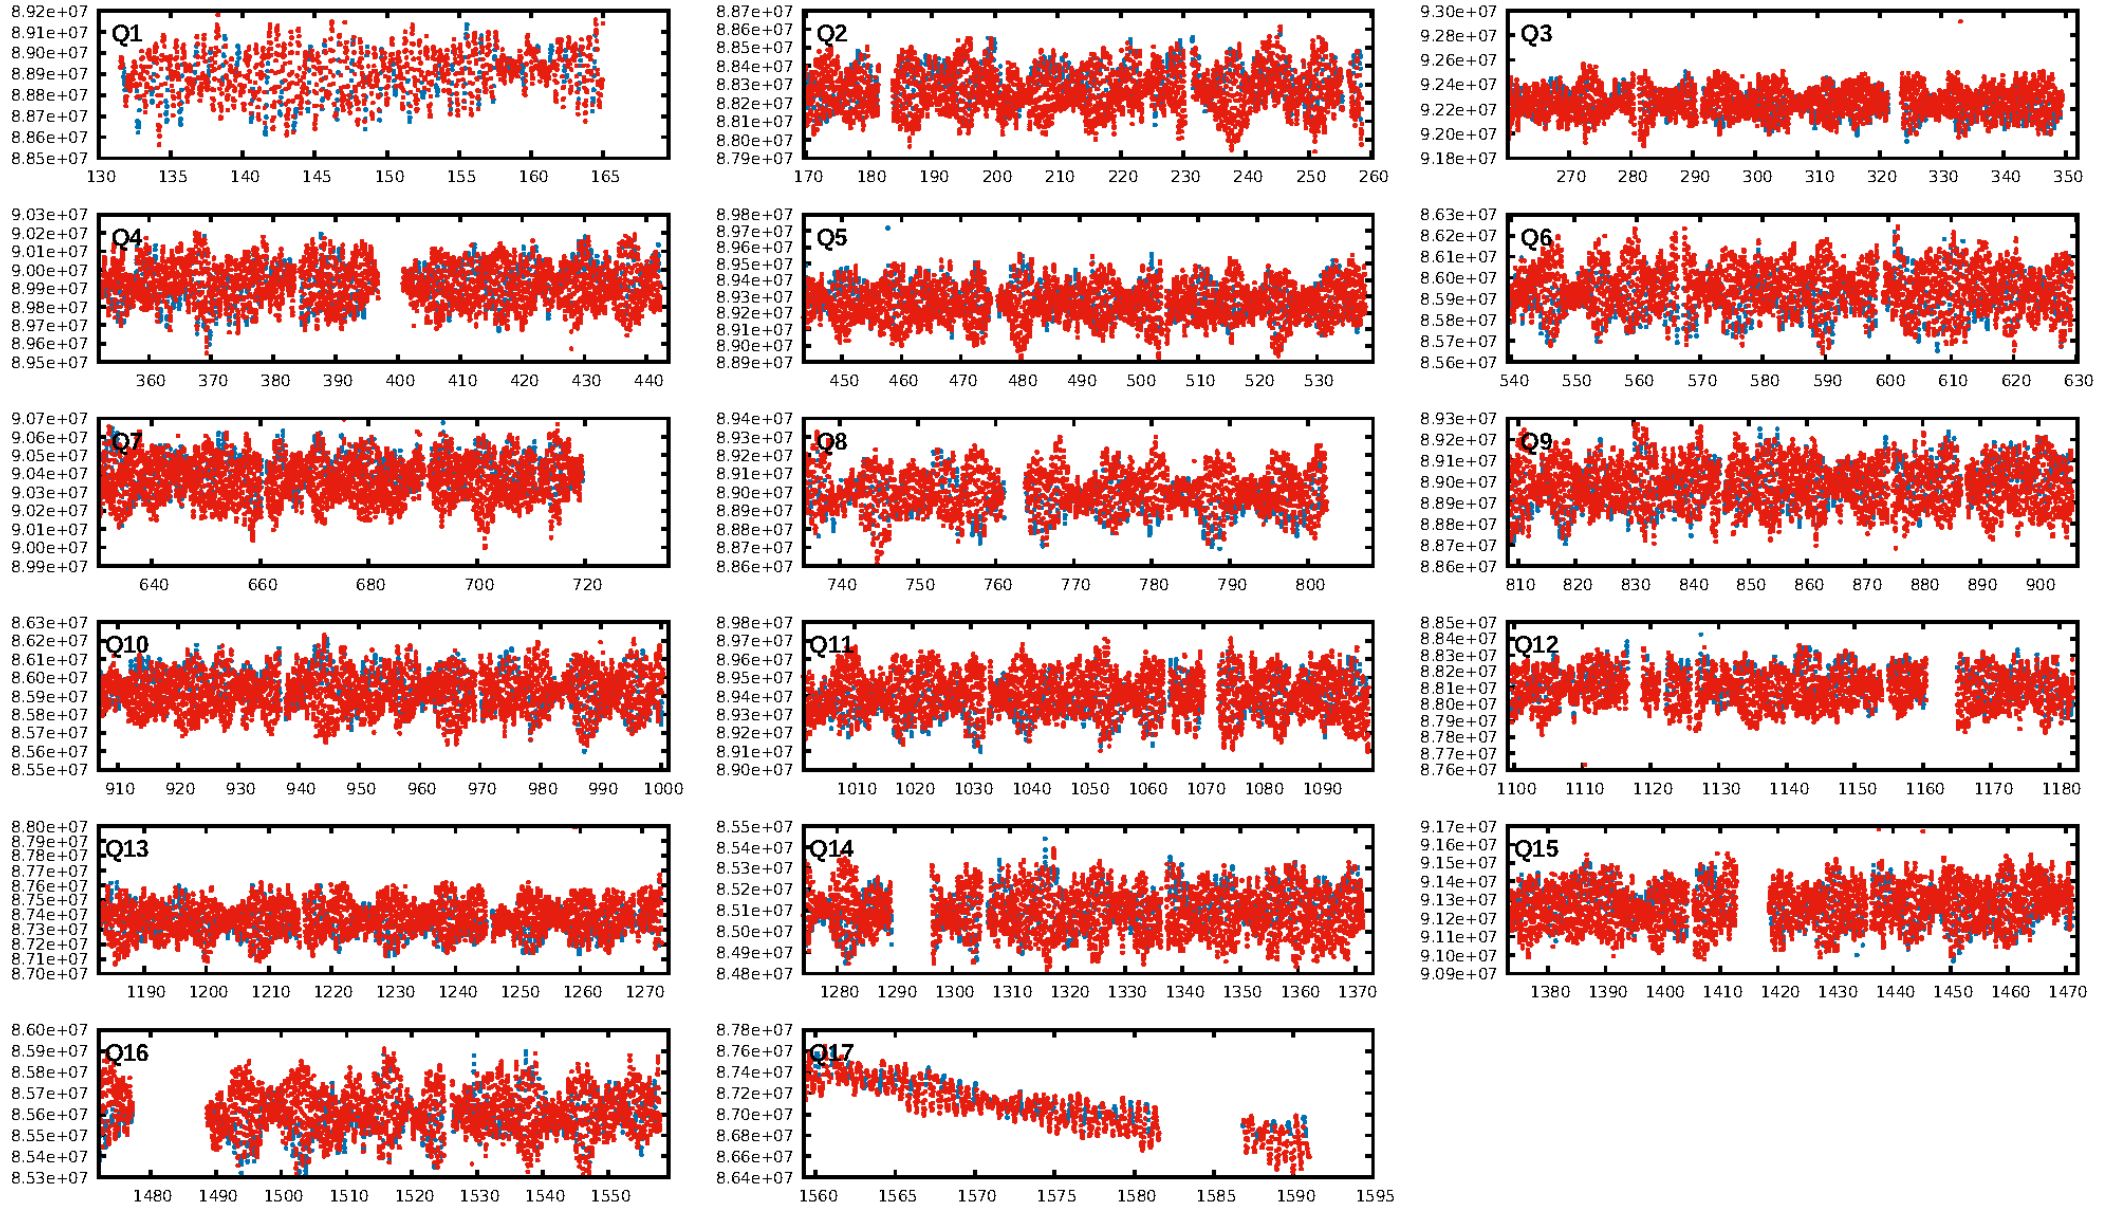 8.92e+07 8.91e+07 8.90e+07 8.89e+07 8.88e+07 8.87e+07 8.86e+07 8.85e+07
Q1
130 135 140 145 150 155 160 165
8.87e+07 8.86e+07 8.85e+07 8.84e+07 8.83e+07 8.82e+07 8.81e+07 8.80e+07 8.79e+07
Q2
170 180 190 200 210 220 230 240 250 260
9.30e+07 9.28e+07 9.26e+07 9.24e+07 9.22e+07 9.20e+07 9.18e+07
Q3
270 280 290 300 310 320 330 340 350
9.03e+07 9.02e+07 9.01e+07 9.00e+07 8.99e+07 8.98e+07 8.97e+07 8.96e+07 8.95e+07
Q4
360 370 380 390 400 410 420 430 440
8.98e+07 8.97e+07 8.96e+07 8.95e+07 8.94e+07 8.93e+07 8.92e+07 8.91e+07 8.90e+07 8.89e+07
Q5
450 460 470 480 490 500 510 520 530
8.63e+07 8.62e+07 8.61e+07 8.60e+07 8.59e+07 8.58e+07 8.57e+07 8.56e+07
Q6
540 550 560 570 580 590 600 610 620 630
9.07e+07 9.06e+07 9.05e+07 9.04e+07 9.03e+07 9.02e+07 9.01e+07 9.00e+07 8.99e+07
Q7
640 660 680 700 720
8.94e+07 8.93e+07 8.92e+07 8.91e+07 8.90e+07 8.89e+07 8.88e+07 8.87e+07 8.86e+07
Q8
740 750 760 770 780 790 800
8.93e+07 8.92e+07 8.91e+07 8.90e+07 8.89e+07 8.88e+07 8.87e+07 8.86e+07
Q9
810 820 830 840 850 860 870 880 890 900
8.63e+07 8.62e+07 8.61e+07 8.60e+07 8.59e+07 8.58e+07 8.57e+07 8.56e+07 8.55e+07
Q10
910 920 930 940 950 960 970 980 990 1000
8.98e+07 8.97e+07 8.96e+07 8.95e+07 8.94e+07 8.93e+07 8.92e+07 8.91e+07 8.90e+07
Q11
1010 1020 1030 1040 1050 1060 1070 1080 1090
8.85e+07 8.84e+07 8.83e+07 8.82e+07 8.81e+07 8.80e+07 8.79e+07 8.78e+07 8.77e+07 8.76e+07
Q12
1100 1110 1120 1130 1140 1150 1160 1170 1180
8.80e+07 8.79e+07 8.78e+07 8.77e+07 8.76e+07 8.75e+07 8.74e+07 8.73e+07 8.72e+07 8.71e+07 8.70e+07
Q13
1190 1200 1210 1220 1230 1240 1250 1260 1270
8.55e+07 8.54e+07 8.53e+07 8.52e+07 8.51e+07 8.50e+07 8.49e+07 8.48e+07
Q14
1280 1290 1300 1310 1320 1330 1340 1350 1360 1370
9.17e+07 9.16e+07 9.15e+07 9.14e+07 9.13e+07 9.12e+07 9.11e+07 9.10e+07 9.09e+07
Q15
1380 1390 1400 1410 1420 1430 1440 1450 1460 1470
8.60e+07 8.59e+07 8.58e+07 8.57e+07 8.56e+07 8.55e+07 8.54e+07 8.53e+07
Q16
1480 1490 1500 1510 1520 1530 1540 1550
8.78e+07 8.76e+07 8.74e+07 8.72e+07 8.70e+07 8.68e+07 8.66e+07 8.64e+07
Q17
1560 1565 1570 1575 1580 1585 1590 1595